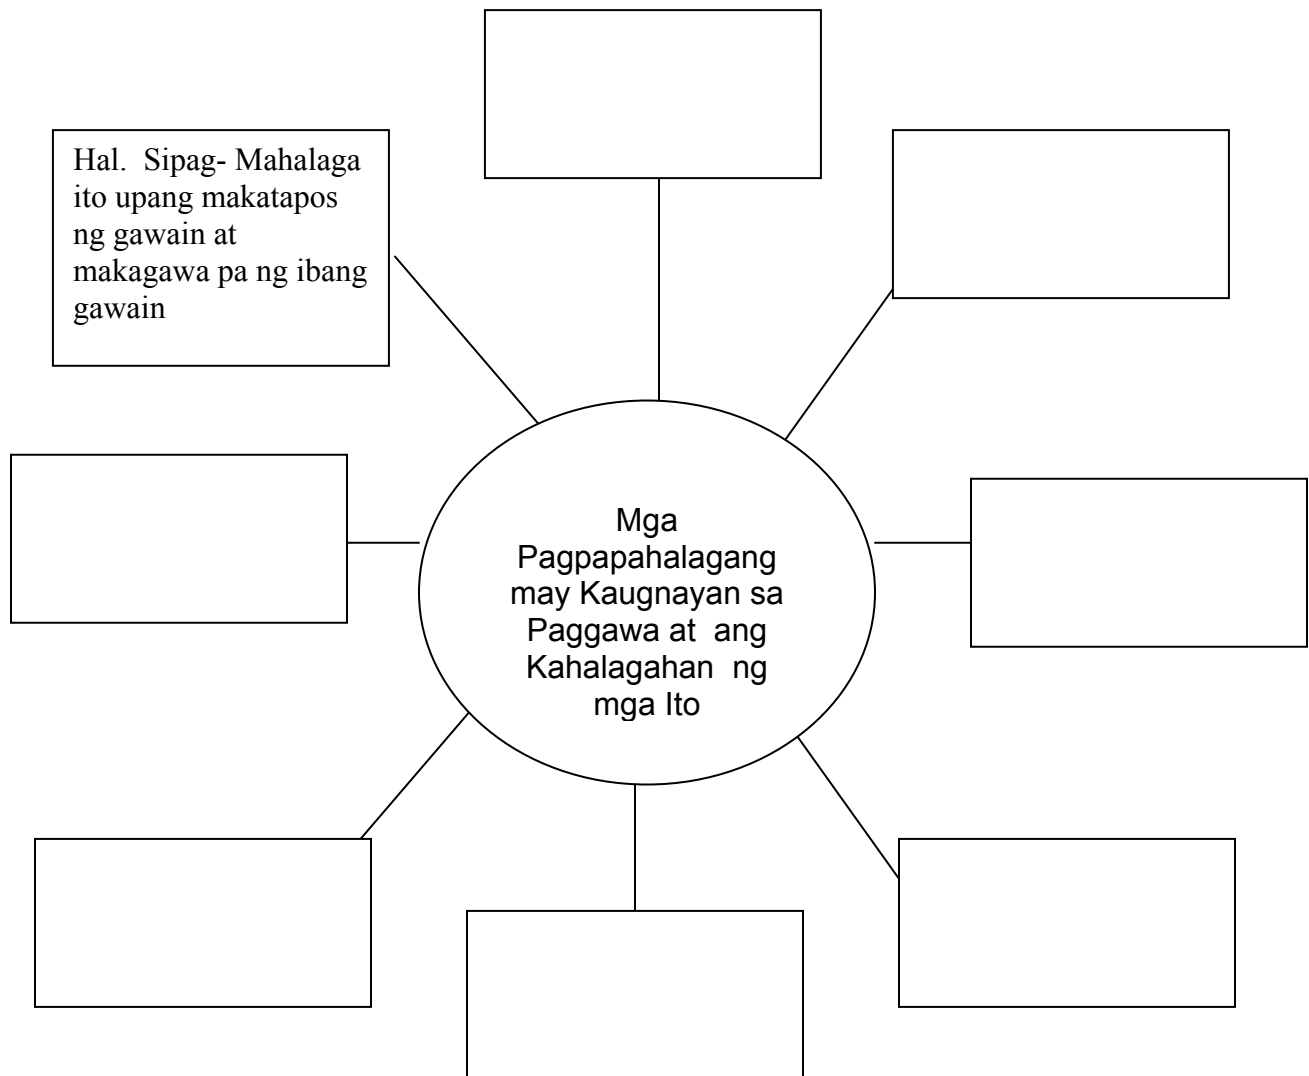 Hal. Sipag- Mahalaga
ito upang makatapos
ng gawain at
makagawa pa ng ibang
gawain
Mga
Pagpapahalagang
may Kaugnayan sa
Paggawa at ang
Kahalagahan ng
mga Ito